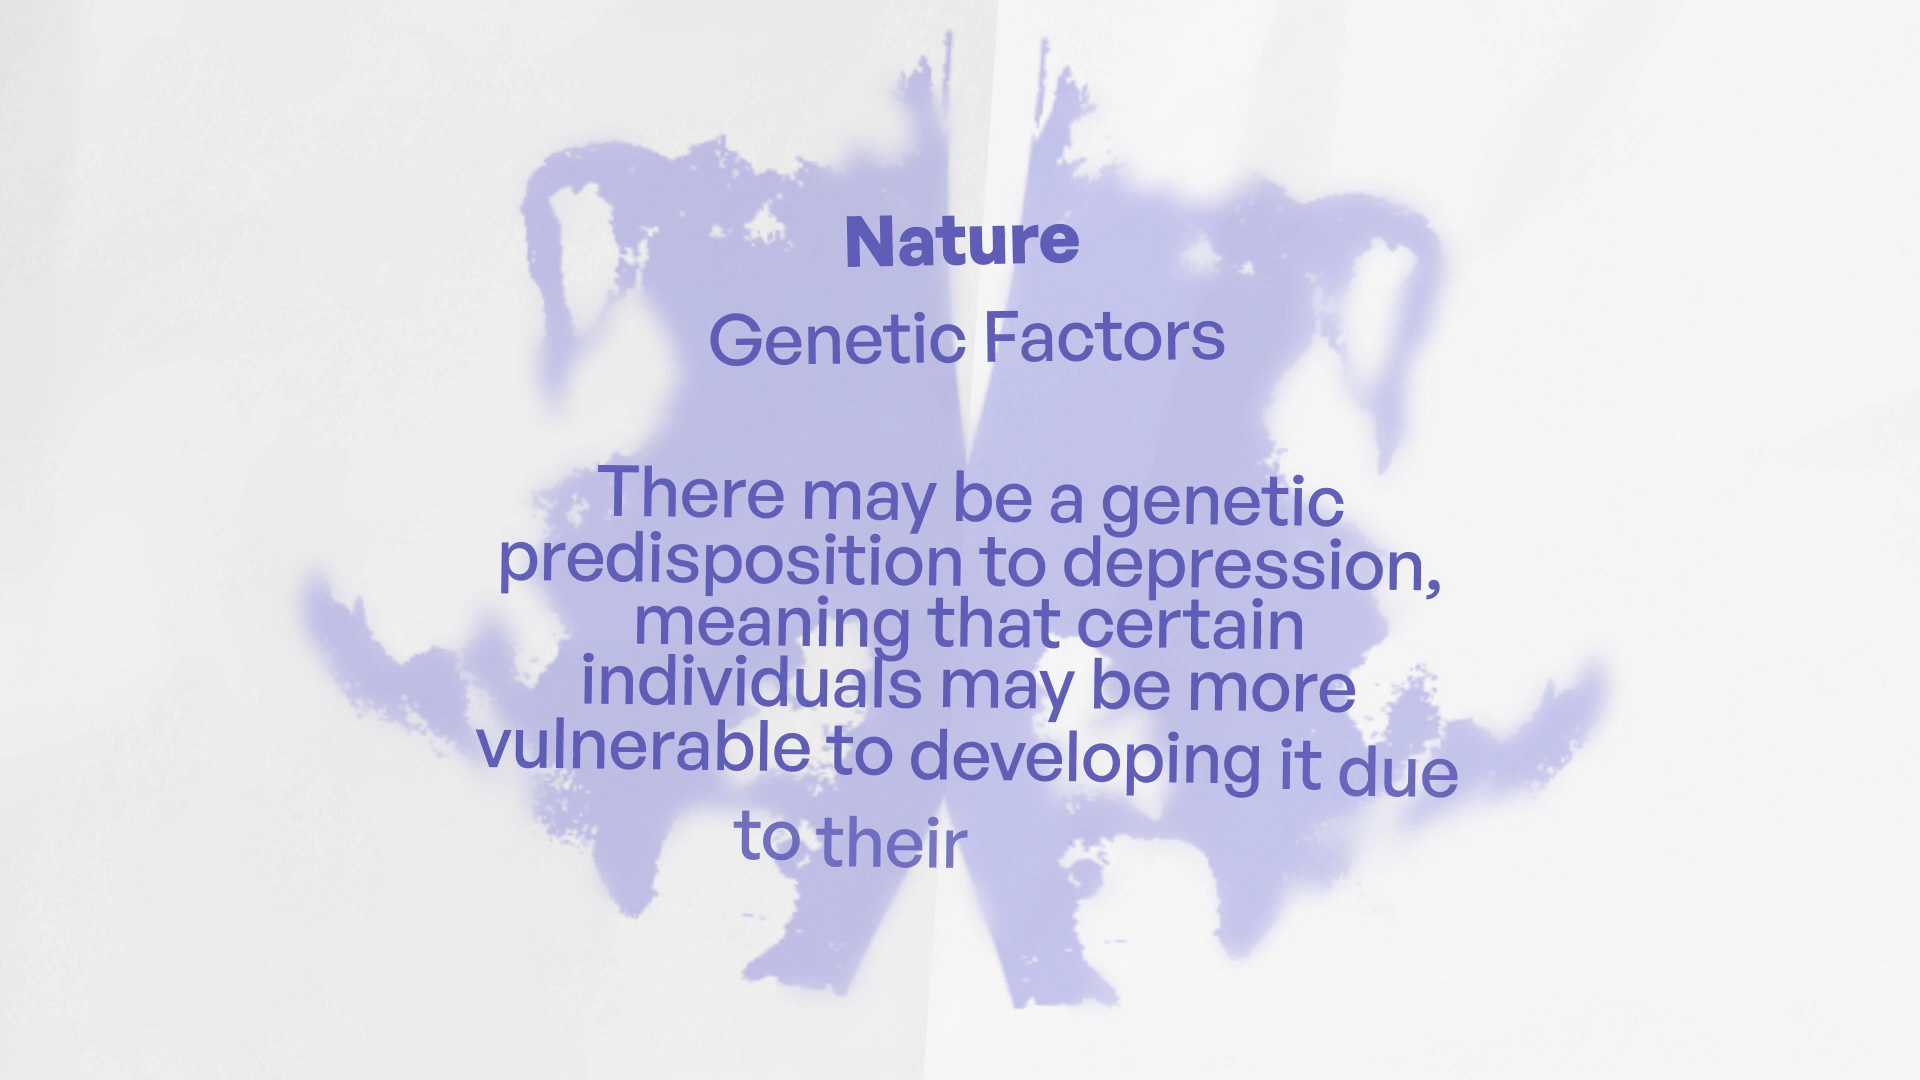 Nature
Genetic Factors
There may be a genetic
predisposition to depression,
meaning that certain
individuals may be more
vulnerable to developing it due
to their